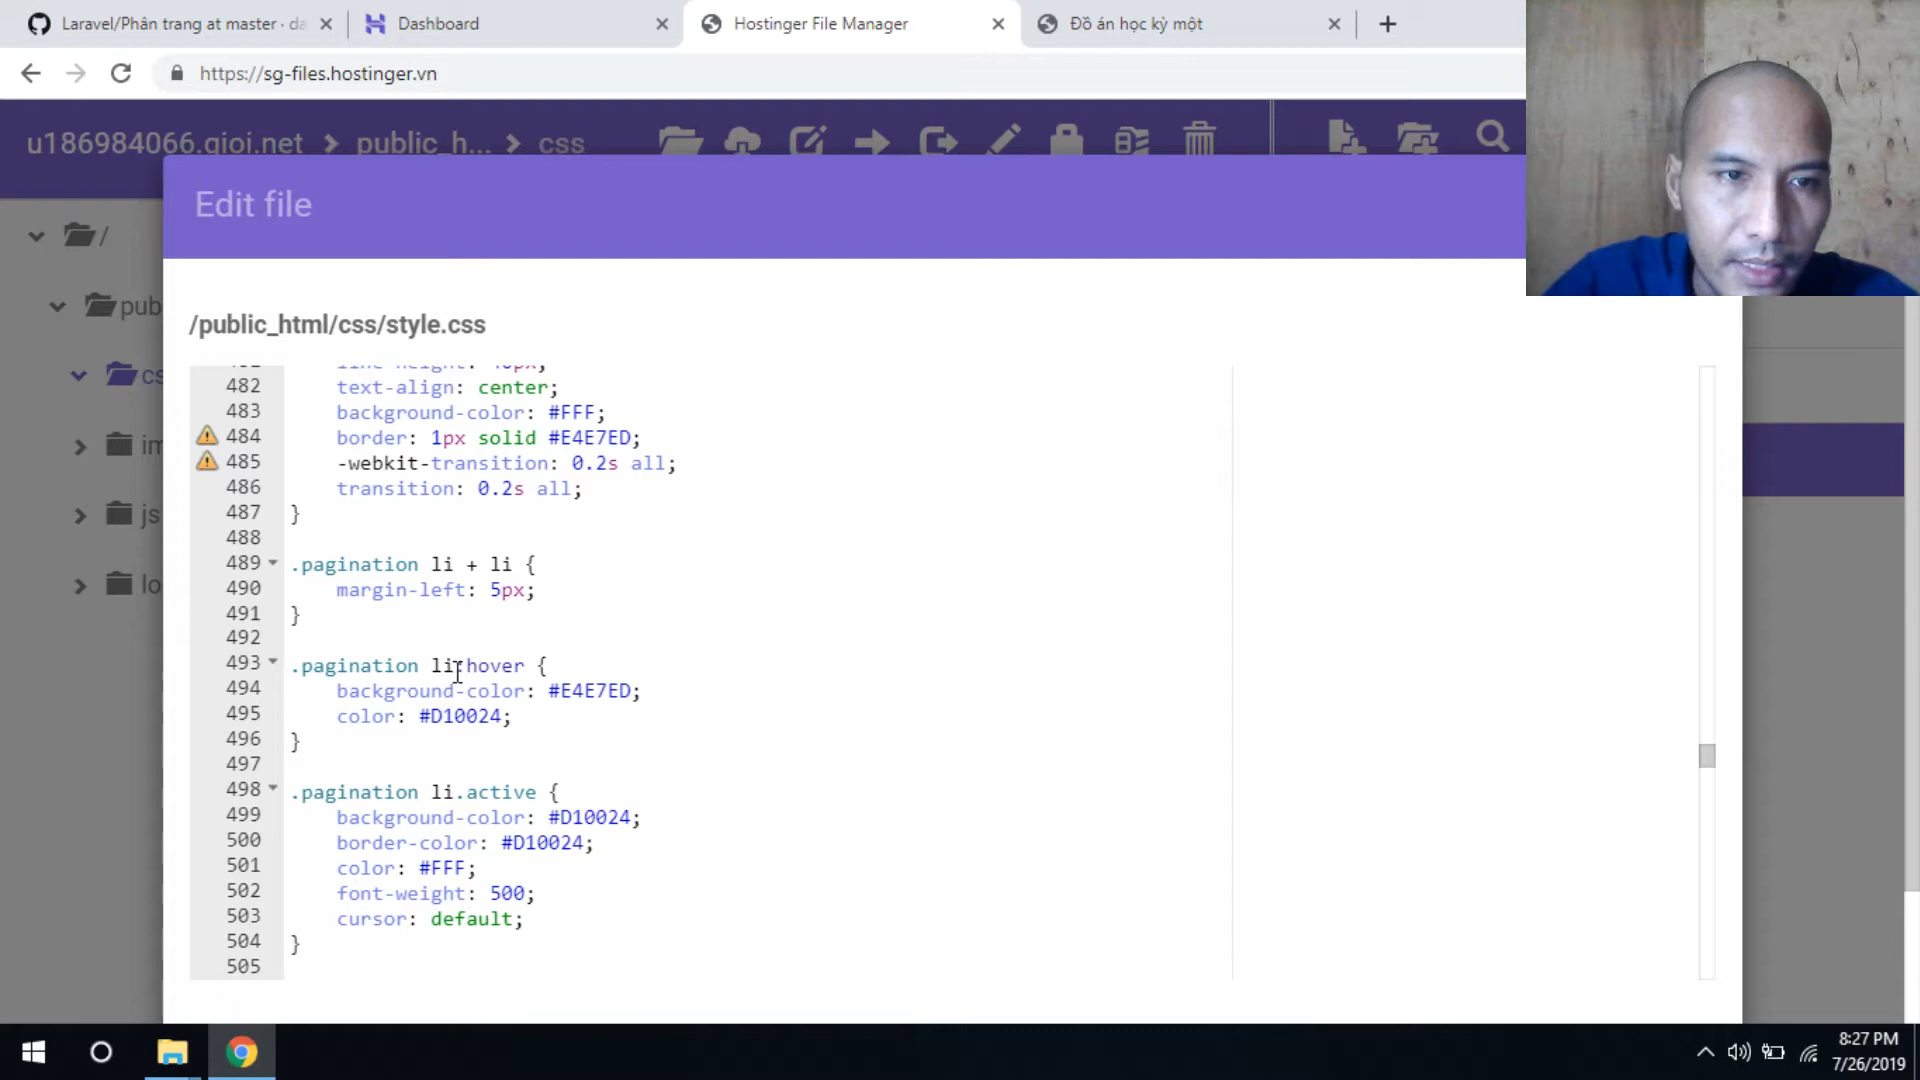 Laravel/Phân trang at master · da
Dashboard
Hostinger File Manager
Đồ án học kỳ một
https://sg-files.hostinger.vn
u186984066.qioi.net > public_h... > css
Edit file
/
pub
cs
im
js
lo
/public_html/css/style.css
482 text-align: center;
483 background-color: #FFF;
484 border: 1px solid #E4E7ED;
485 -webkit-transition: 0.2s all;
486 transition: 0.2s all;
487 }
488
489 .pagination li + li {
490 margin-left: 5px;
491 }
492
493 .pagination li:hover {
494 background-color: #E4E7ED;
495 color: #D10024;
496 }
497
498 .pagination li.active {
499 background-color: #D10024;
500 border-color: #D10024;
501 color: #FFF;
502 font-weight: 500;
503 cursor: default;
504 }
505
8:27 PM
7/26/2019